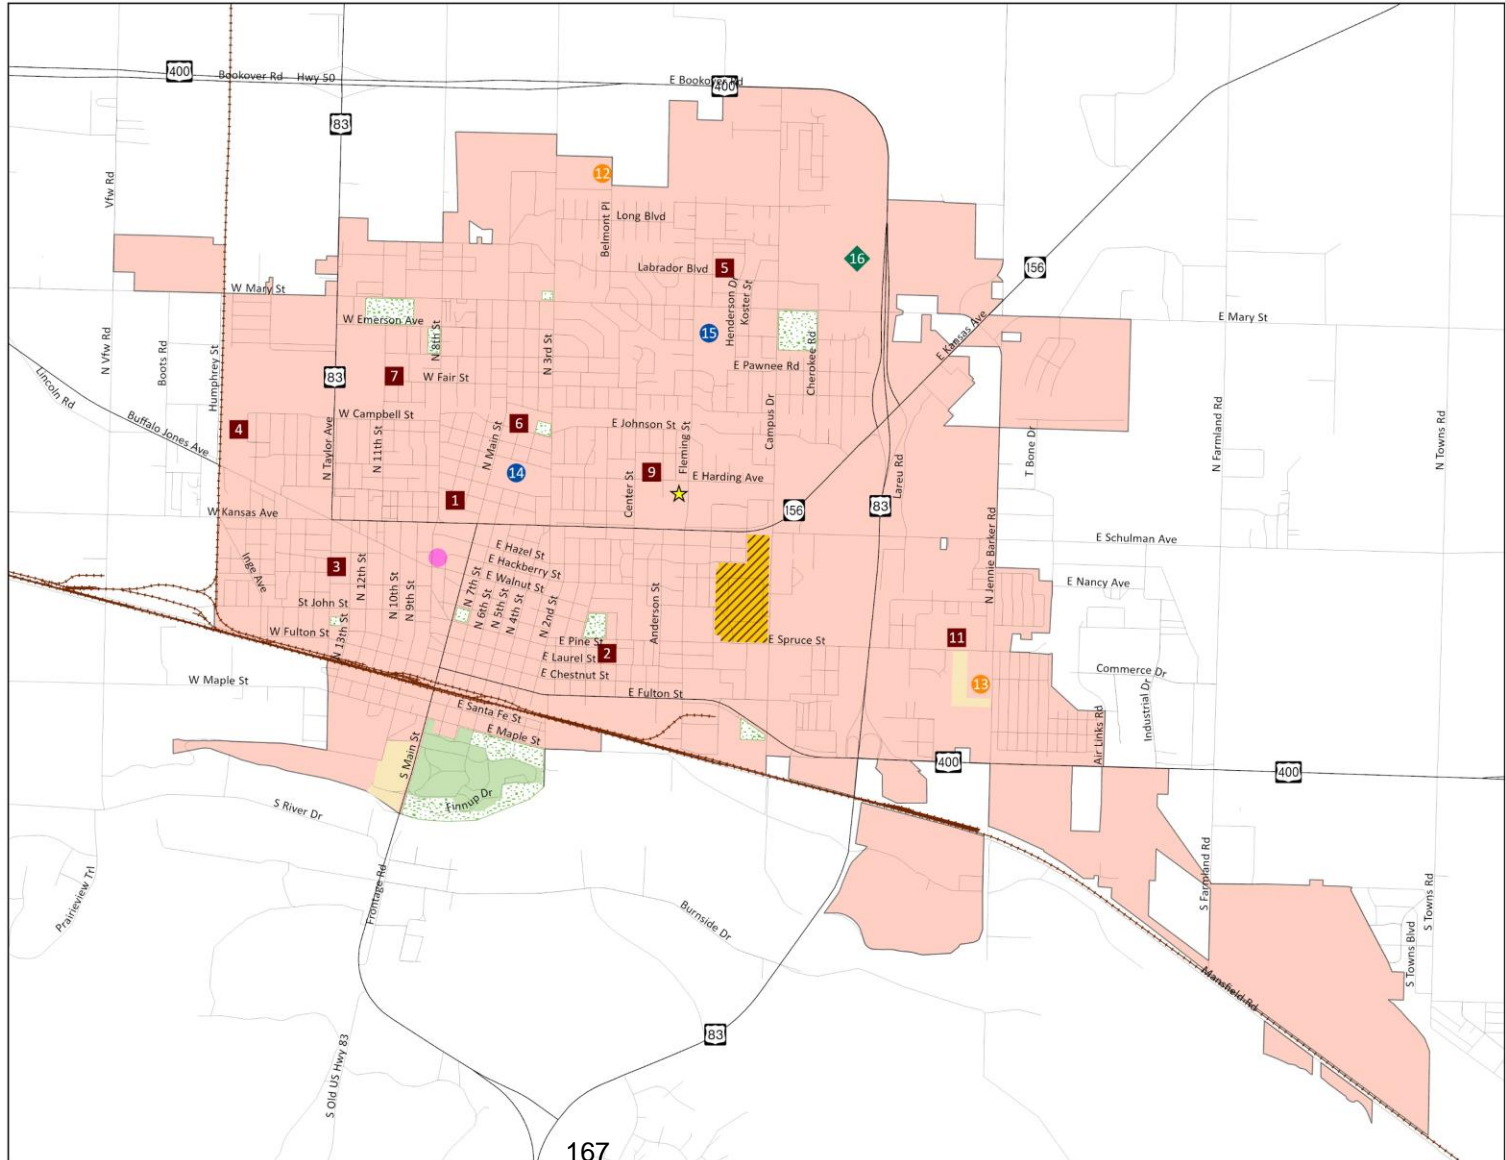 400
Bookover Rd Hwy 50
E Bookover Rd
400
83
12
Vfw Rd
Belmont Pl
Long Blvd
16
156
Labrador Blvd
5
W Mary St
Henderson Dr
Koster St
W Emerson Ave
N 8th St
15
E Mary St
N Vfw Rd
Boots Rd
Humphrey St
N 3rd St
E Kansas Ave
E Pawnee Rd
Cherokee Rd
83
7
W Fair St
Lincoln Rd
Buffalo Jones Ave
W Campbell St
4
N Taylor Ave
N 11th St
N Main St
6
E Johnson St
Fleming St
Campus Dr
T Bone Dr
N Farmland Rd
N Towns Rd
14
9
E Harding Ave
Center St
Lareu Rd
1
W Kansas Ave
156
83
N Jennie Barker Rd
E Schulman Ave
E Hazel St
E Hackberry St
E Walnut St
3
Inge Ave
N 12th St
N 10th St
N 9th St
N 7th St
N 6th St
N 5th St
N 4th St
N 2nd St
Anderson St
E Nancy Ave
St John St
N 13th St
W Fulton St
E Pine St
E Spruce St
11
E Laurel St
2
E Chestnut St
Commerce Dr
W Maple St
E Fulton St
13
Industrial Dr
Air Links Rd
E Santa Fe St
E Maple St
S Main St
400
400
Finnup Dr
S River Dr
Prairieview Trl
Frontage Rd
Burnside Dr
S Farmland Rd
S Towns Rd
S Towns Blvd
Mansfield Rd
S Old US Hwy 83
83
167